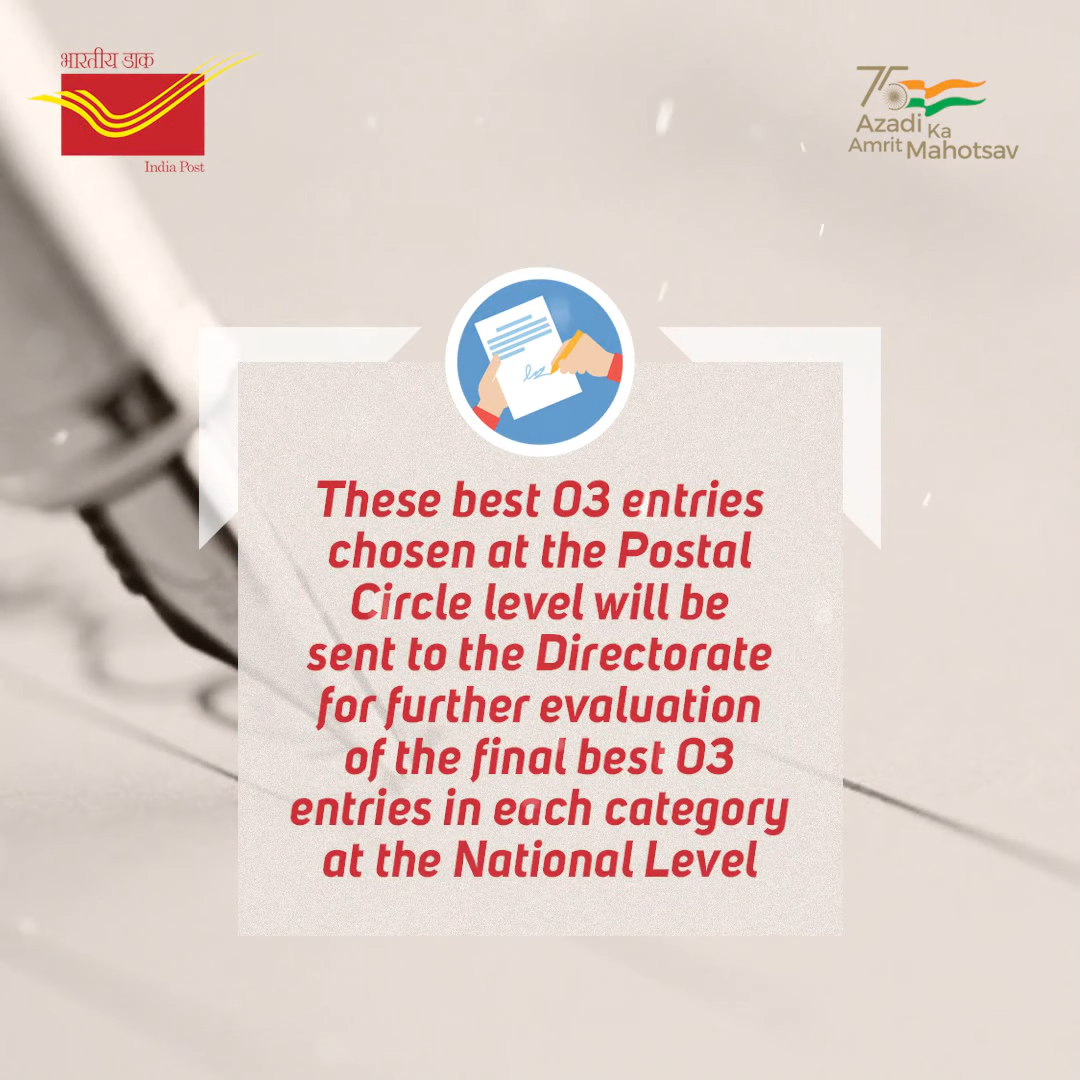 भारतीय डाक
India Post
75
Azadi Ka
Amrit Mahotsav
These best 03 entries
chosen at the Postal
Circle level will be
sent to the Directorate
for further evaluation
of the final best 03
entries in each category
at the National Level